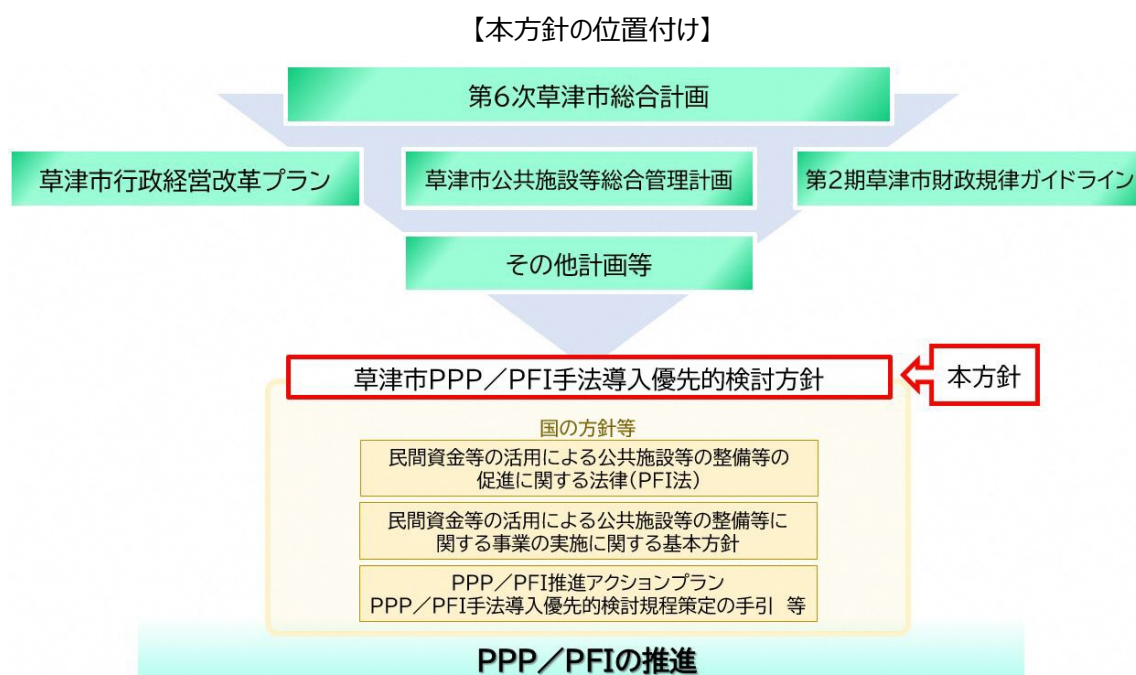 【本方針の位置付け】
第6次草津市総合計画
草津市行政経営改革プラン
草津市公共施設等総合管理計画
第2期草津市財政規律ガイドライン
その他計画等
草津市PPP／PFI手法導入優先的検討方針
本方針
国の方針等
民間資金等の活用による公共施設等の整備等の
促進に関する法律(PFI法)
民間資金等の活用による公共施設等の整備等に
関する事業の実施に関する基本方針
PPP／PFI推進アクションプラン
PPP／PFI手法導入優先的検討規程策定の手引 等
PPP／PFIの推進